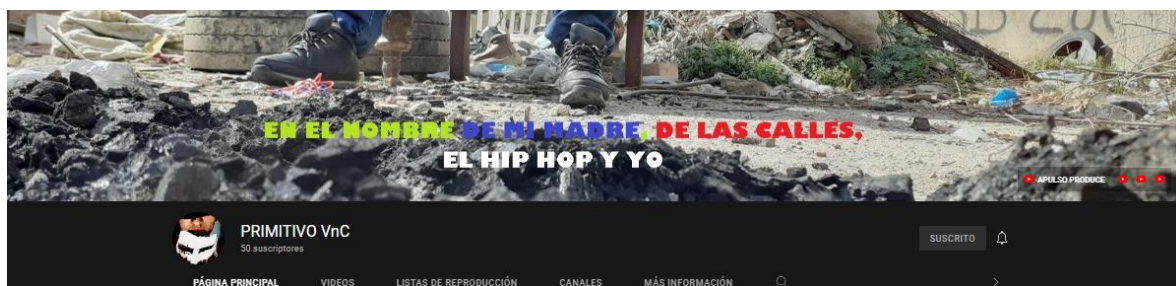 EN EL NOMBRE DE MI MADRE, DE LAS CALLES,
EL HIP HOP Y YO
APULSO PRODUCE
PRIMITIVO VnC
50 suscriptores
SUSCRITO
PÁGINA PRINCIPAL VIDEOS LISTAS DE REPRODUCCIÓN CANALES MÁS INFORMACIÓN